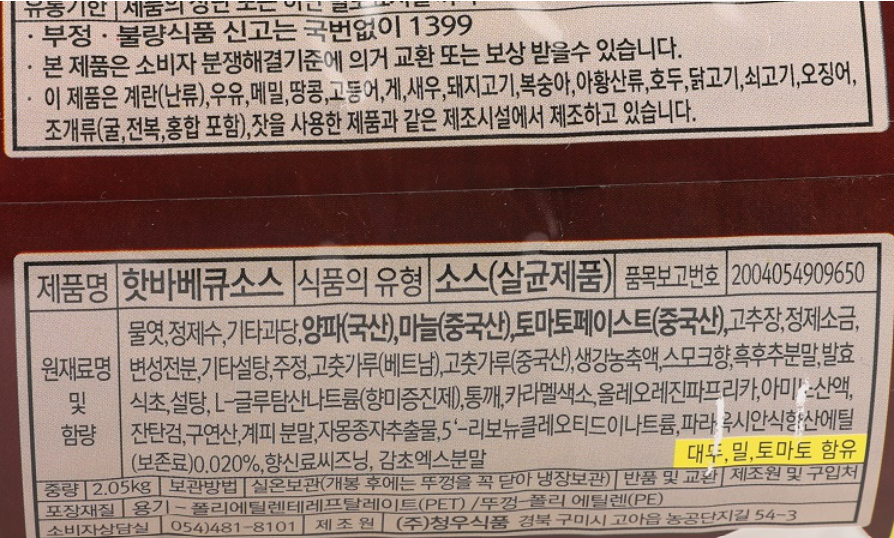 유통기한 제품의
· 부정 · 불량식품 신고는 국번없이 1399
· 본 제품은 소비자 분쟁해결기준에 의거 교환 또는 보상 받을수 있습니다.
· 이 제품은 계란(난류),우유,메밀,땅콩,고등어,게,새우,돼지고기,복숭아,아황산류,호두,닭고기,쇠고기,오징어,
조개류(굴,전복,홍합 포함),잣을 사용한 제품과 같은 제조시설에서 제조하고 있습니다.
제품명 핫바베큐소스 식품의 유형 소스(살균제품) 품목보고번호 2004054909650
원재료명 및 함량
물엿,정제수,기타과당,양파(국산),마늘(중국산),토마토페이스트(중국산),고추장,정제소금,
변성전분,기타설탕,주정,고춧가루(베트남),고춧가루(중국산),생강농축액,스모크향,흑후추분말,발효
식초,설탕, L-글루탐산나트륨(향미증진제),통깨,카라멜색소,올레오레진파프리카,아미노산액,
잔탄검,구연산,계피 분말,자몽종자추출물,5'-리보뉴클레오티드이나트륨,파라옥시안식향산에틸
(보존료)0.020%,향신료씨즈닝, 감초엑스분말
대두,밀,토마토 함유
중량 2.05kg 보관방법 실온보관(개봉 후에는 뚜껑을 꼭 닫아 냉장보관) 반품 및 교환 제조원 및 구입처
포장재질 용기-폴리에틸렌테레프탈레이트(PET) /뚜껑-폴리 에틸렌(PE)
소비자상담실 054)481-8101 제 조 원 (주)청우식품 경북 구미시 고아읍 농공단지길 54-3